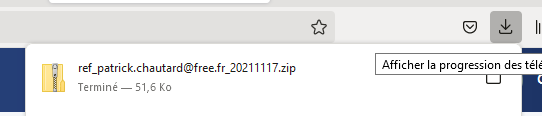 ref_patrick.chautard@free.fr_20211117.zip
Afficher la progression des télé
Terminé — 51,6 Ko